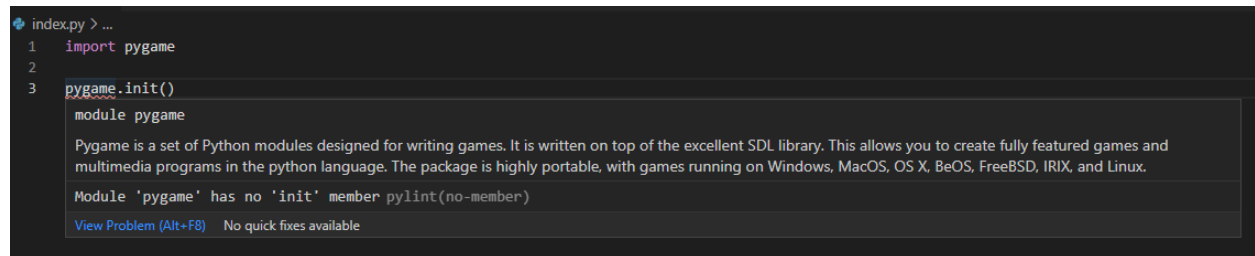 index.py > ...
1 import pygame
2
3 pygame.init()
module pygame
Pygame is a set of Python modules designed for writing games. It is written on top of the excellent SDL library. This allows you to create fully featured games and
multimedia programs in the python language. The package is highly portable, with games running on Windows, MacOS, OS X, BeOS, FreeBSD, IRIX, and Linux.
Module 'pygame' has no 'init' member pylint(no-member)
View Problem (Alt+F8) No quick fixes available